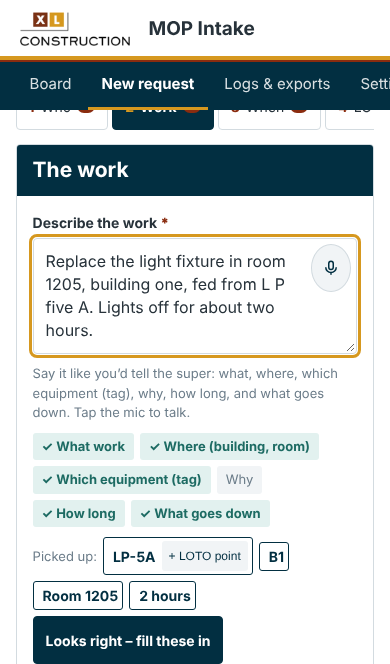 XL
CONSTRUCTION
MOP Intake
Board New request Logs & exports Setti
The work
Describe the work *
Replace the light fixture in room
1205, building one, fed from L P
five A. Lights off for about two
hours.
Say it like you’d tell the super: what, where, which
equipment (tag), why, how long, and what goes
down. Tap the mic to talk.
✓ What work ✓ Where (building, room)
✓ Which equipment (tag) Why
✓ How long ✓ What goes down
Picked up: LP-5A + LOTO point B1
Room 1205 2 hours
Looks right – fill these in